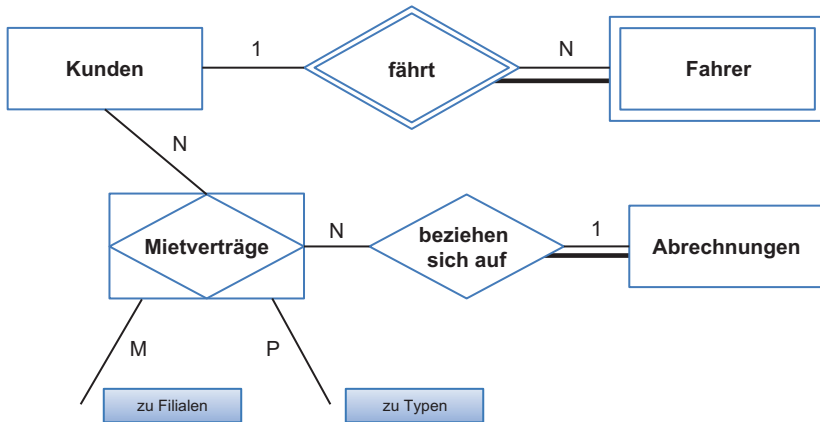 Kunden
1
fährt
N
Fahrer
N
Mietverträge
N
beziehen
sich auf
1
Abrechnungen
M
P
zu Filialen
zu Typen